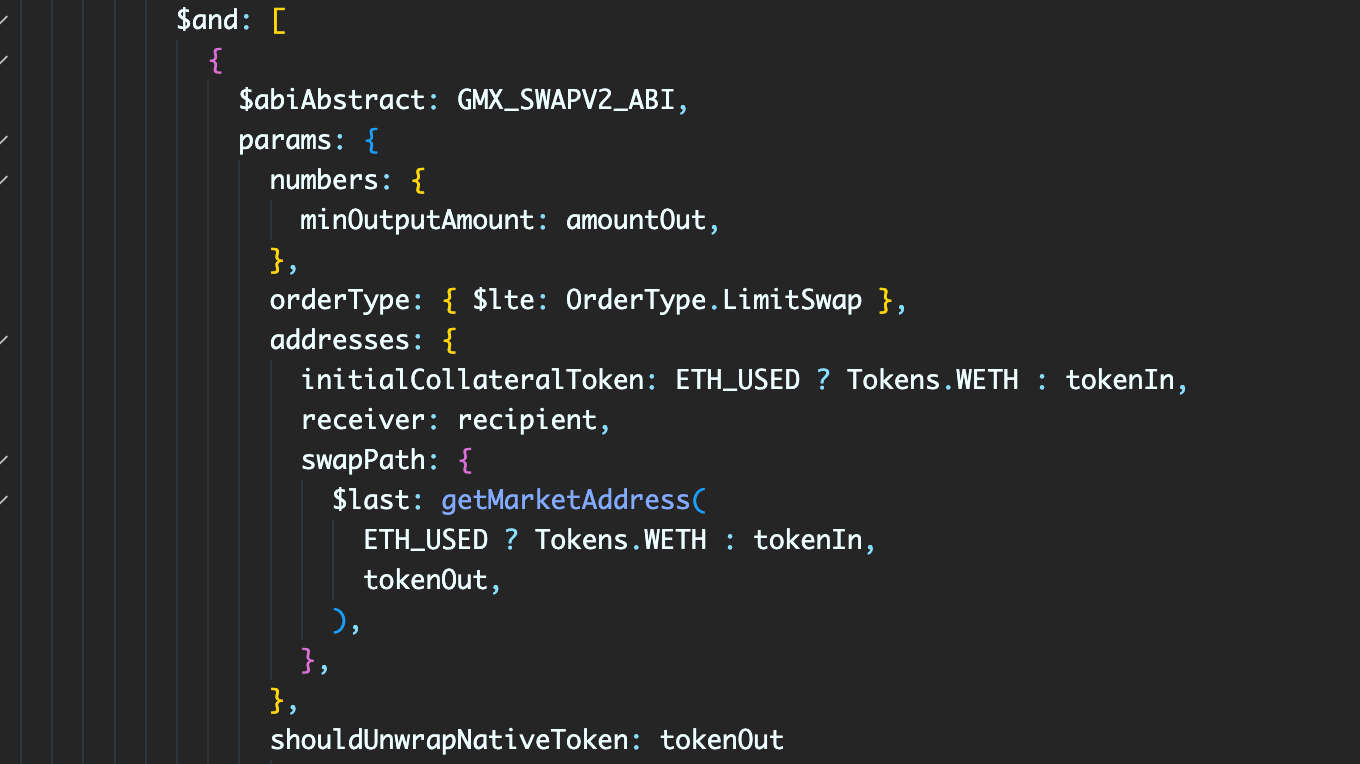 $and: [
{
$abiAbstract: GMX_SWAPV2_ABI,
params: {
numbers: {
minOutputAmount: amountOut,
},
orderType: { $lte: OrderType.LimitSwap },
addresses: {
initialCollateralToken: ETH_USED ? Tokens.WETH : tokenIn,
receiver: recipient,
swapPath: {
$last: getMarketAddress(
ETH_USED ? Tokens.WETH : tokenIn,
tokenOut,
),
},
},
shouldUnwrapNativeToken: tokenOut